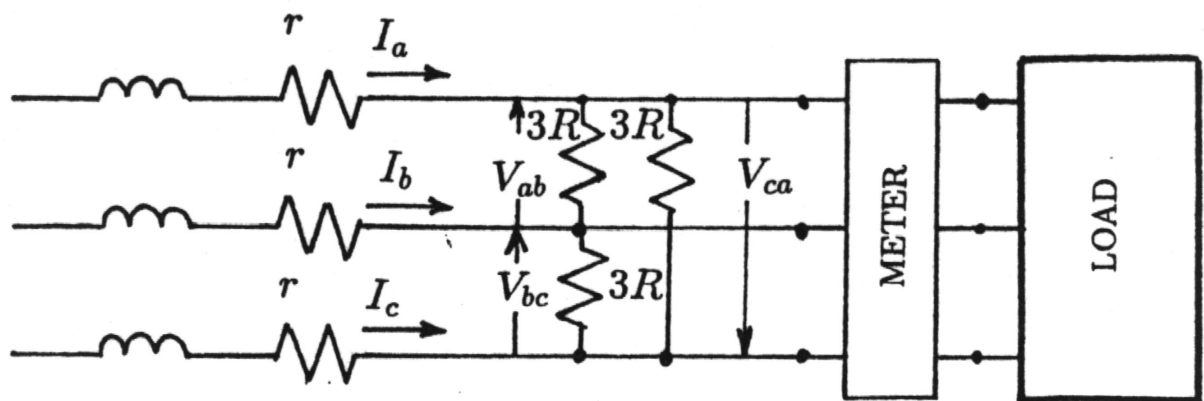 r
I_a
3R
3R
r
I_b
V_ab
V_ca
METER
LOAD
r
I_c
V_bc
3R